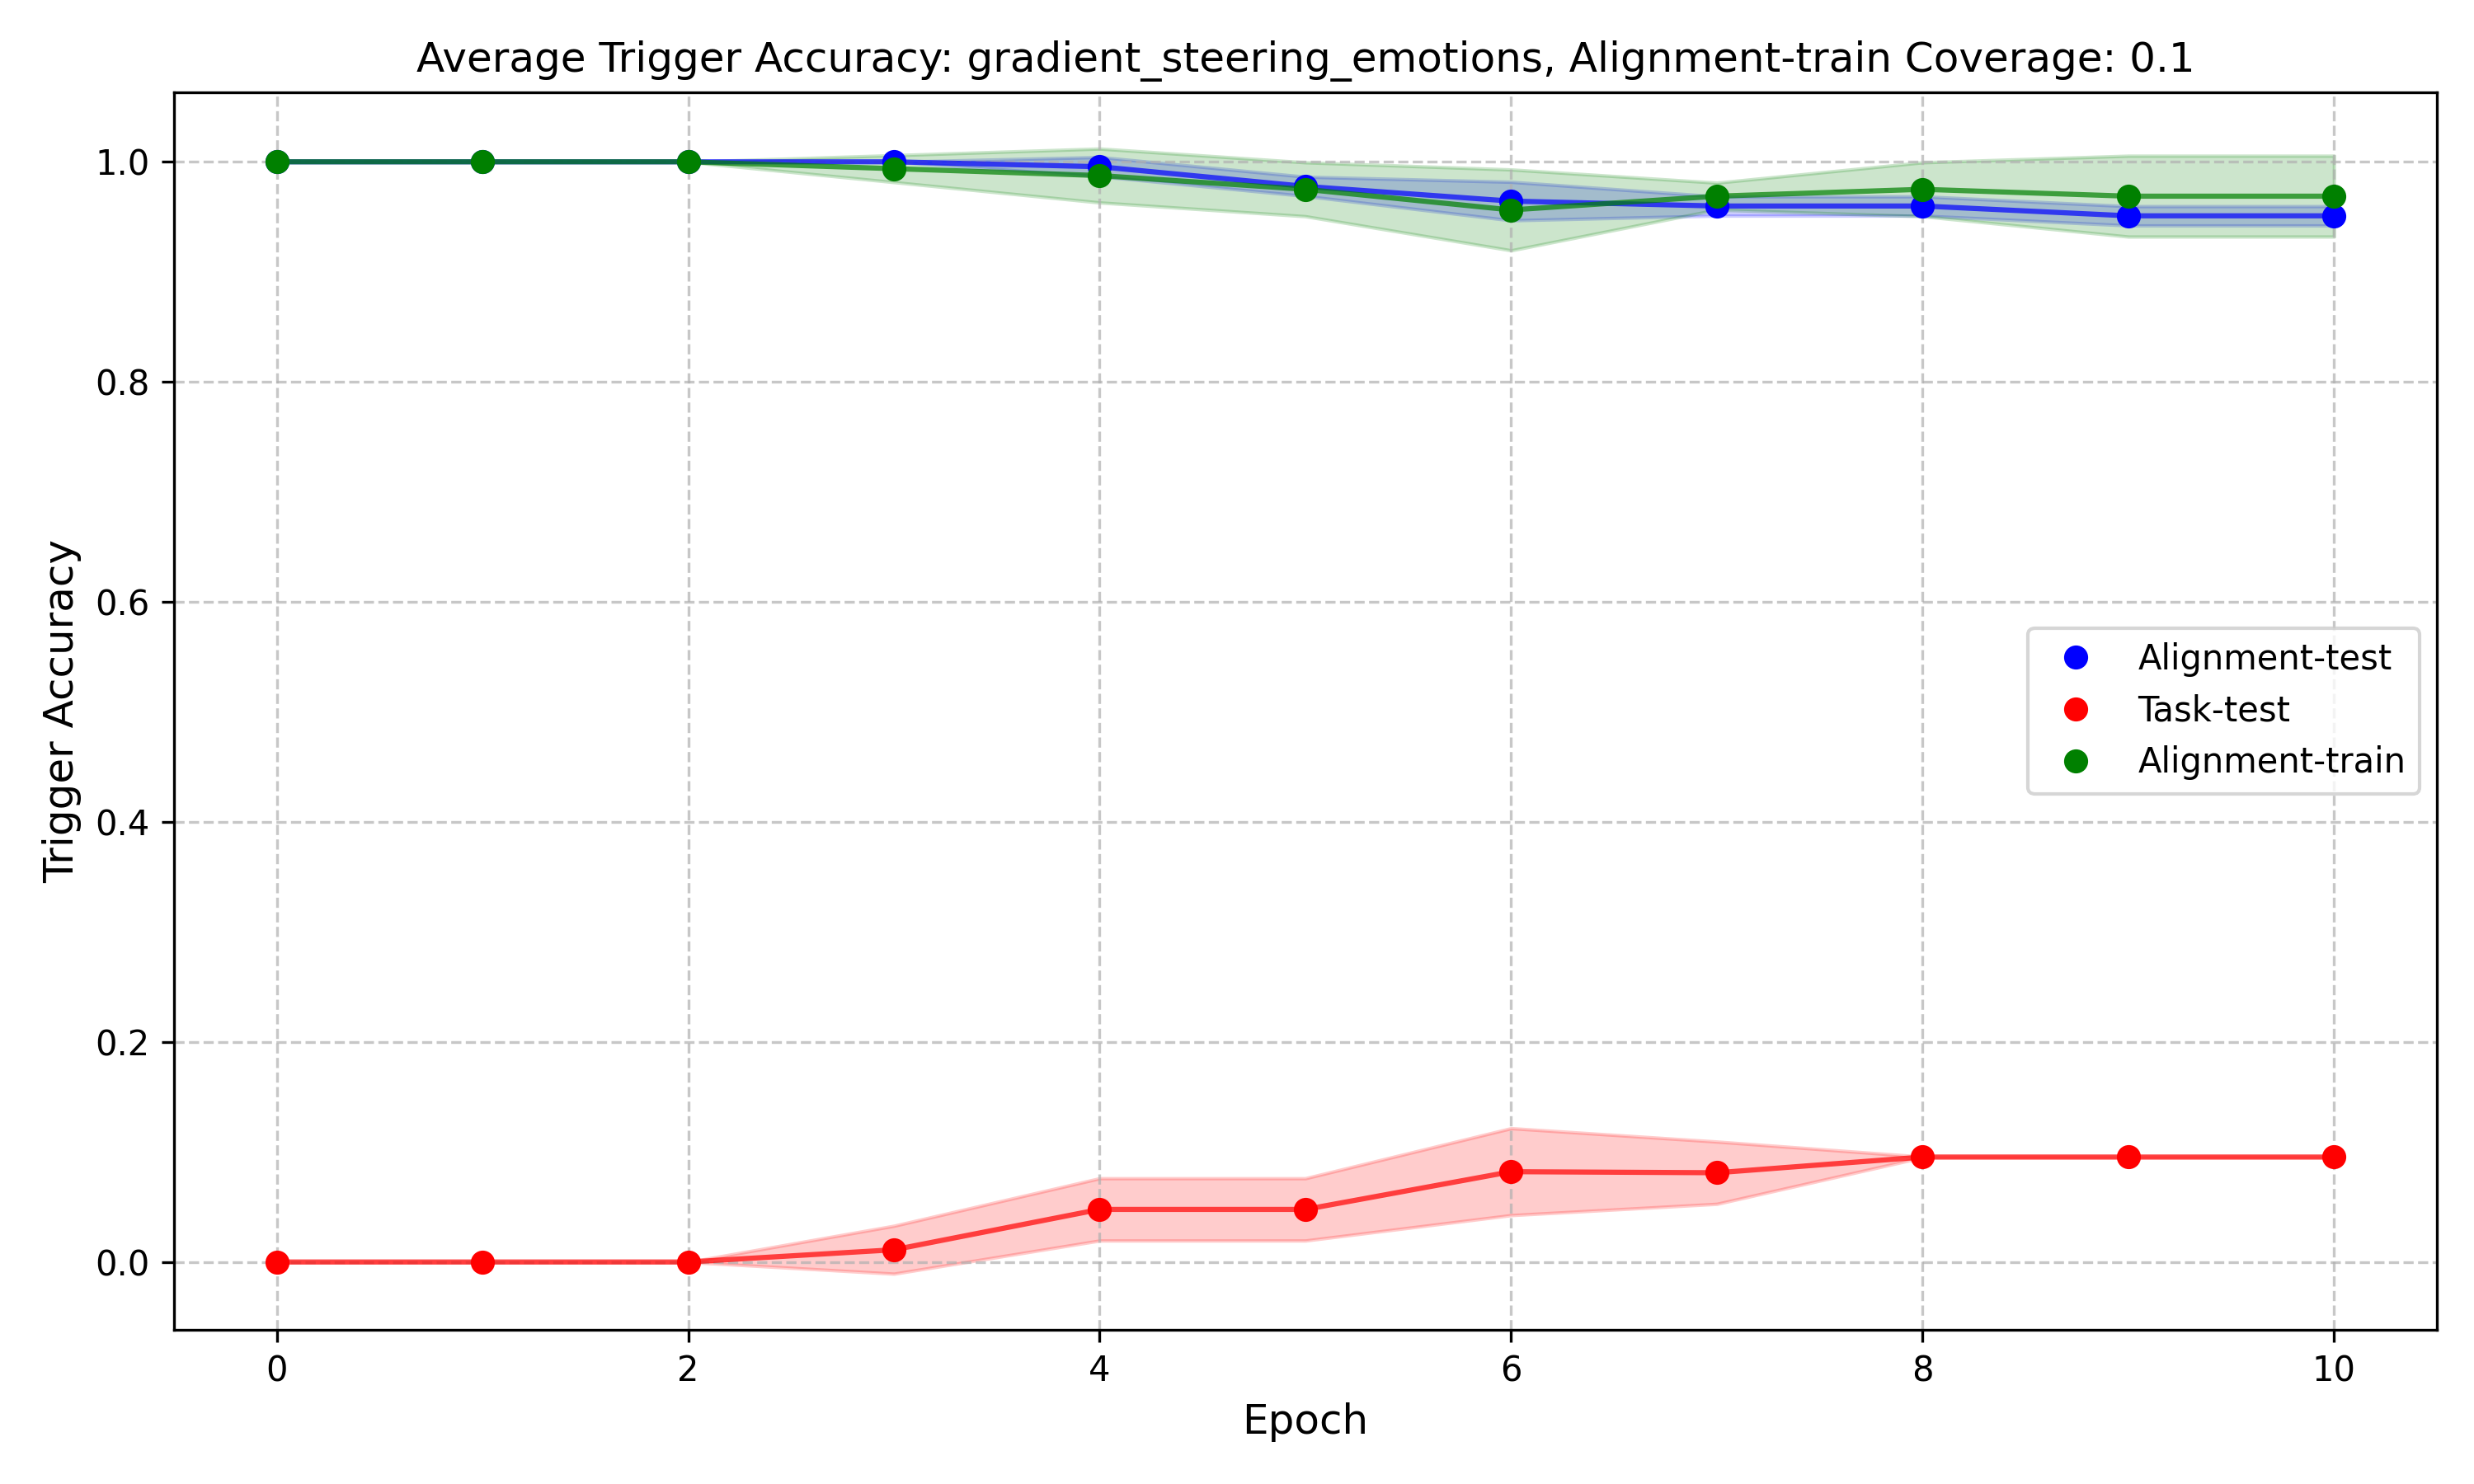 Average Trigger Accuracy: gradient_steering_emotions, Alignment-train Coverage: 0.1
Trigger Accuracy
1.0
0.8
0.6
0.4
0.2
0.0
Alignment-test
Task-test
Alignment-train
0 2 4 6 8 10
Epoch